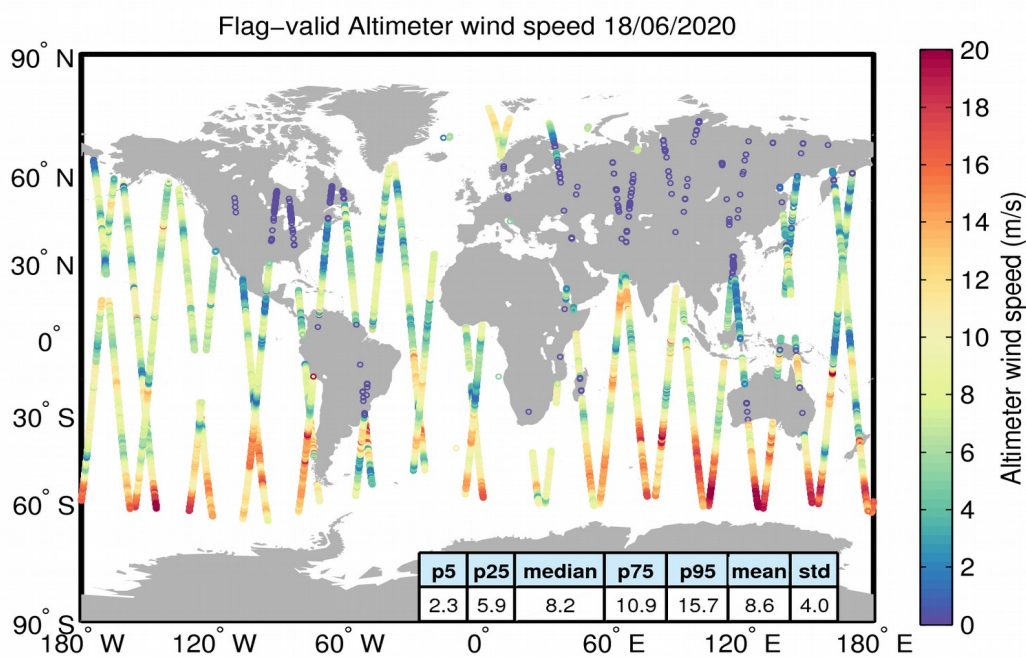 Flag–valid Altimeter wind speed 18/06/2020
90° N
60° N
30° N
0°
30° S
60° S
90° S
180° W
120° W
60° W
0°
60° E
120° E
180° E
p5 p25 median p75 p95 mean std
2.3 5.9 8.2 10.9 15.7 8.6 4.0
20
18
16
14
12
10
8
6
4
2
0
Altimeter wind speed (m/s)